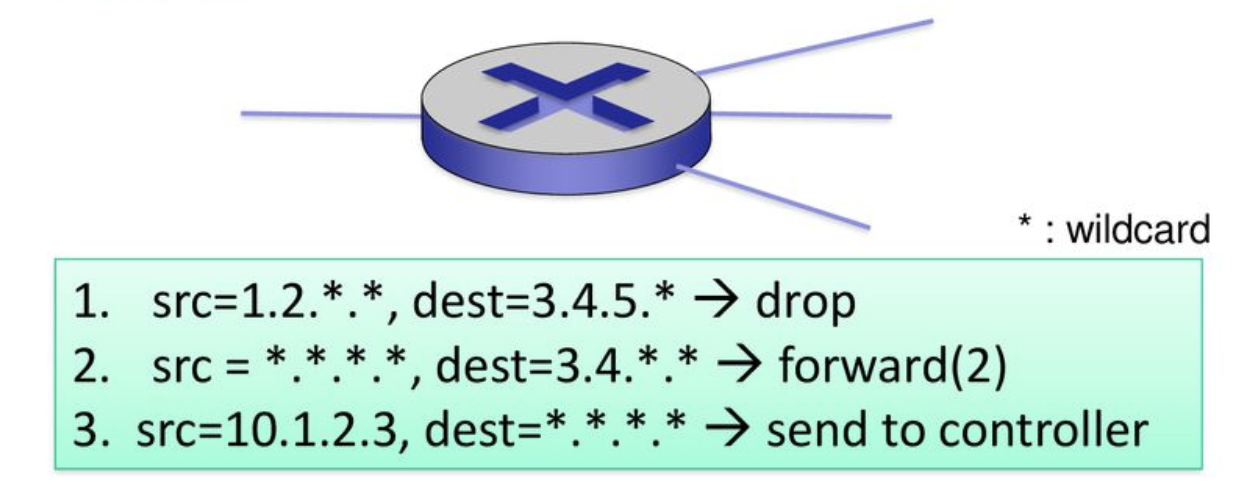 * : wildcard
1. src=1.2.*.*, dest=3.4.5.* → drop
2. src = *.*.*.*, dest=3.4.*.* → forward(2)
3. src=10.1.2.3, dest=*.*.*.* → send to controller